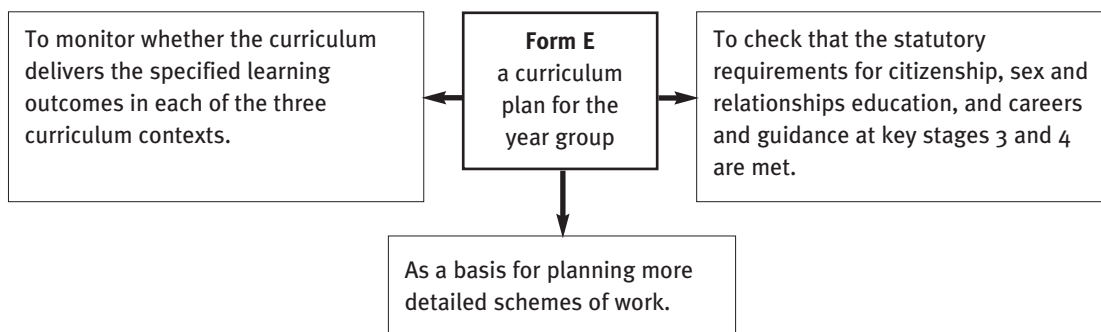 To monitor whether the curriculum
delivers the specified learning
outcomes in each of the three
curriculum contexts.
Form E
a curriculum
plan for the
year group
To check that the statutory
requirements for citizenship, sex and
relationships education, and careers
and guidance at key stages 3 and 4
are met.
As a basis for planning more
detailed schemes of work.